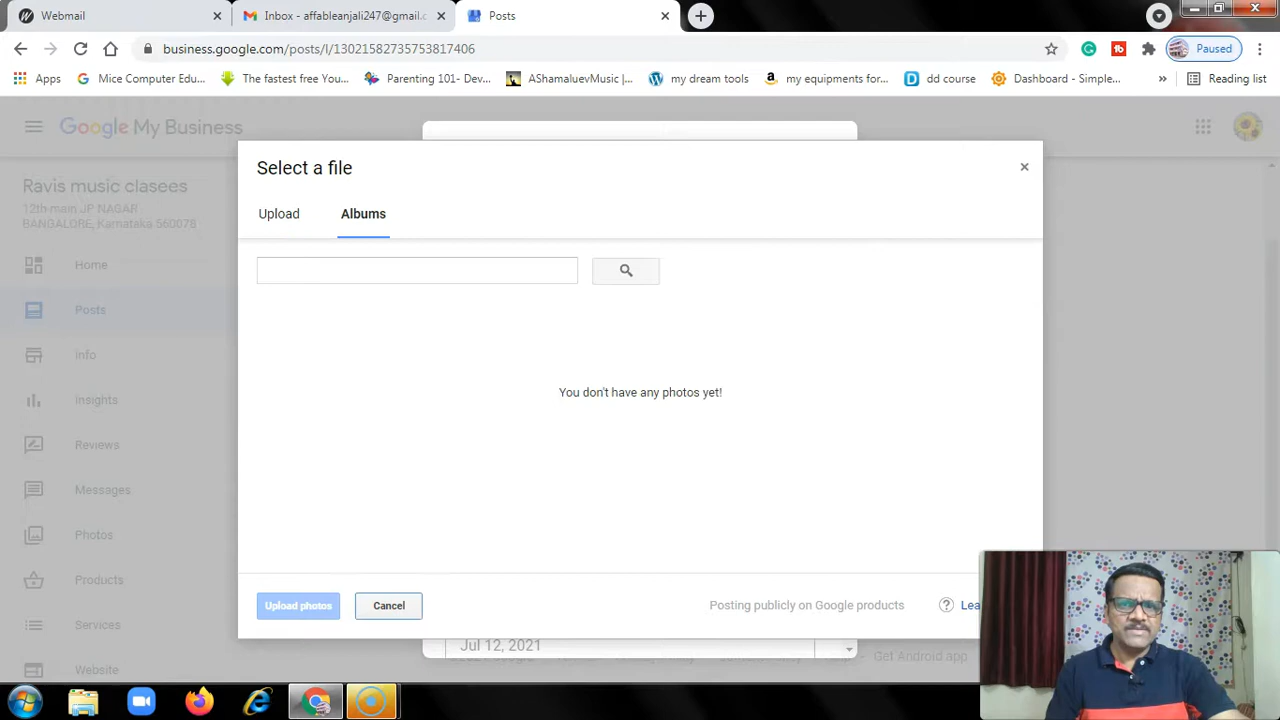 Webmail
Inbox - affableanjali247@gmail.c
Posts
business.google.com/posts/l/13021582735753817406
Paused
Apps
Mice Computer Edu...
The fastest free You...
Parenting 101- Dev...
AShamaluevMusic |...
my dream tools
my equipments for...
dd course
Dashboard - Simple...
»
Reading list
Google My Business
Ravis music clasees
12th main JP NAGAR
BANGALORE, Karnataka 560078
Home
Posts
Info
Insights
Reviews
Messages
Photos
Products
Services
Website
Select a file
Upload
Albums
You don't have any photos yet!
Upload photos
Cancel
Posting publicly on Google products
Lea
Jul 12, 2021
Get Android app